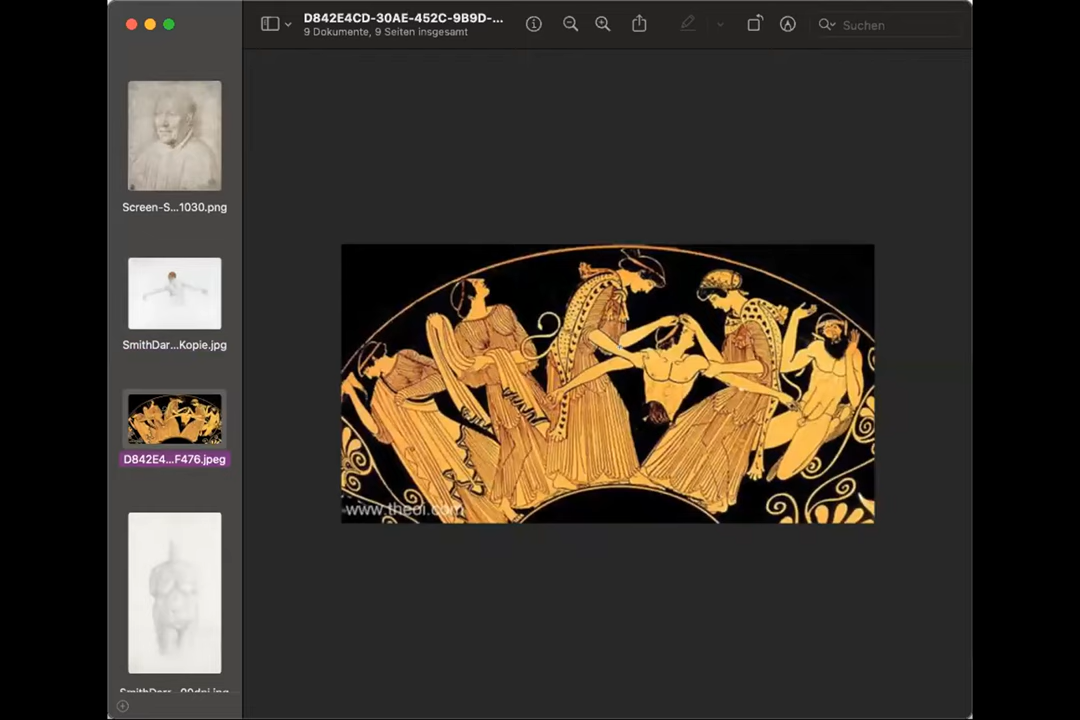 D842E4CD-30AE-452C-9B9D-...
9 Dokumente, 9 Seiten insgesamt
Suchen
Screen-S...1030.png
SmithDar...Kopie.jpg
D842E4...F476.jpeg
www.theoi.com